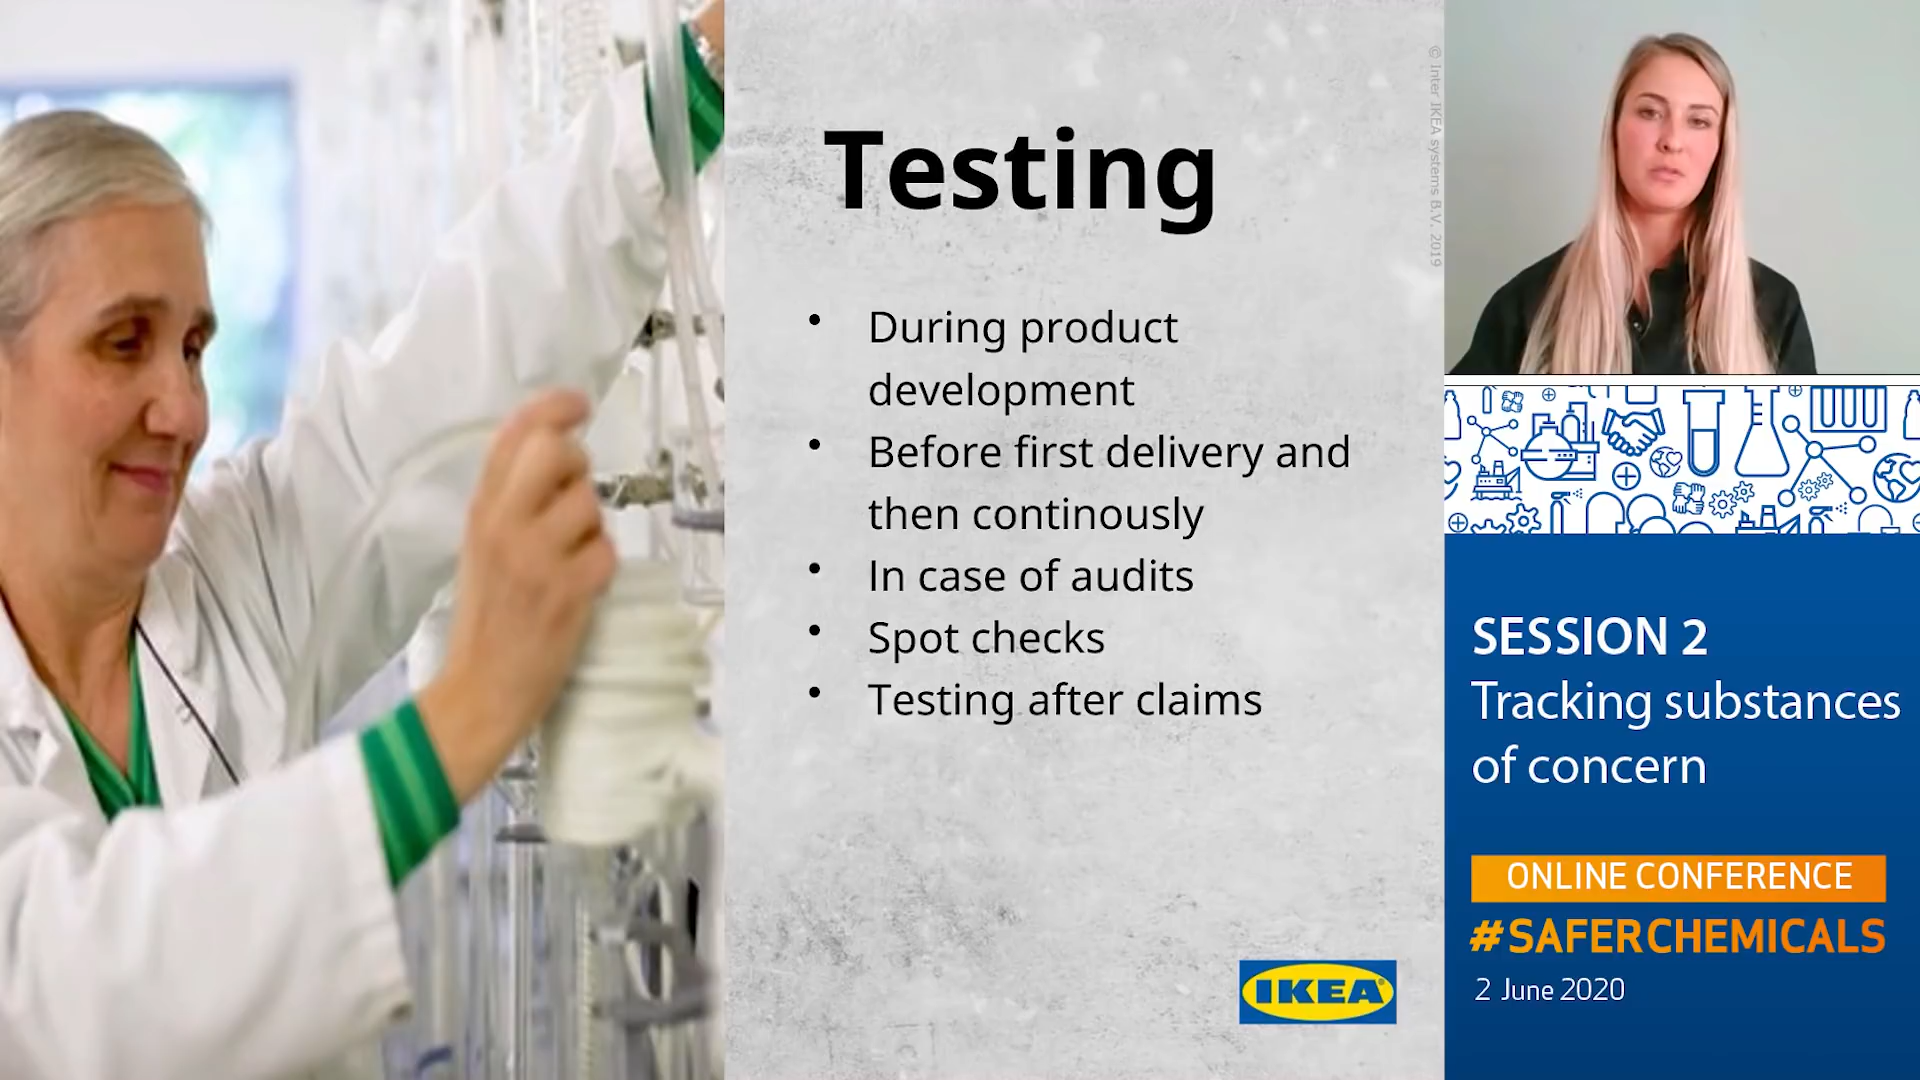 Testing
• During product
development
• Before first delivery and
then continously
• In case of audits
• Spot checks
• Testing after claims
IKEA
© Inter IKEA systems B.V. 2019
SESSION 2
Tracking substances
of concern
ONLINE CONFERENCE
#SAFERCHEMICALS
2 June 2020